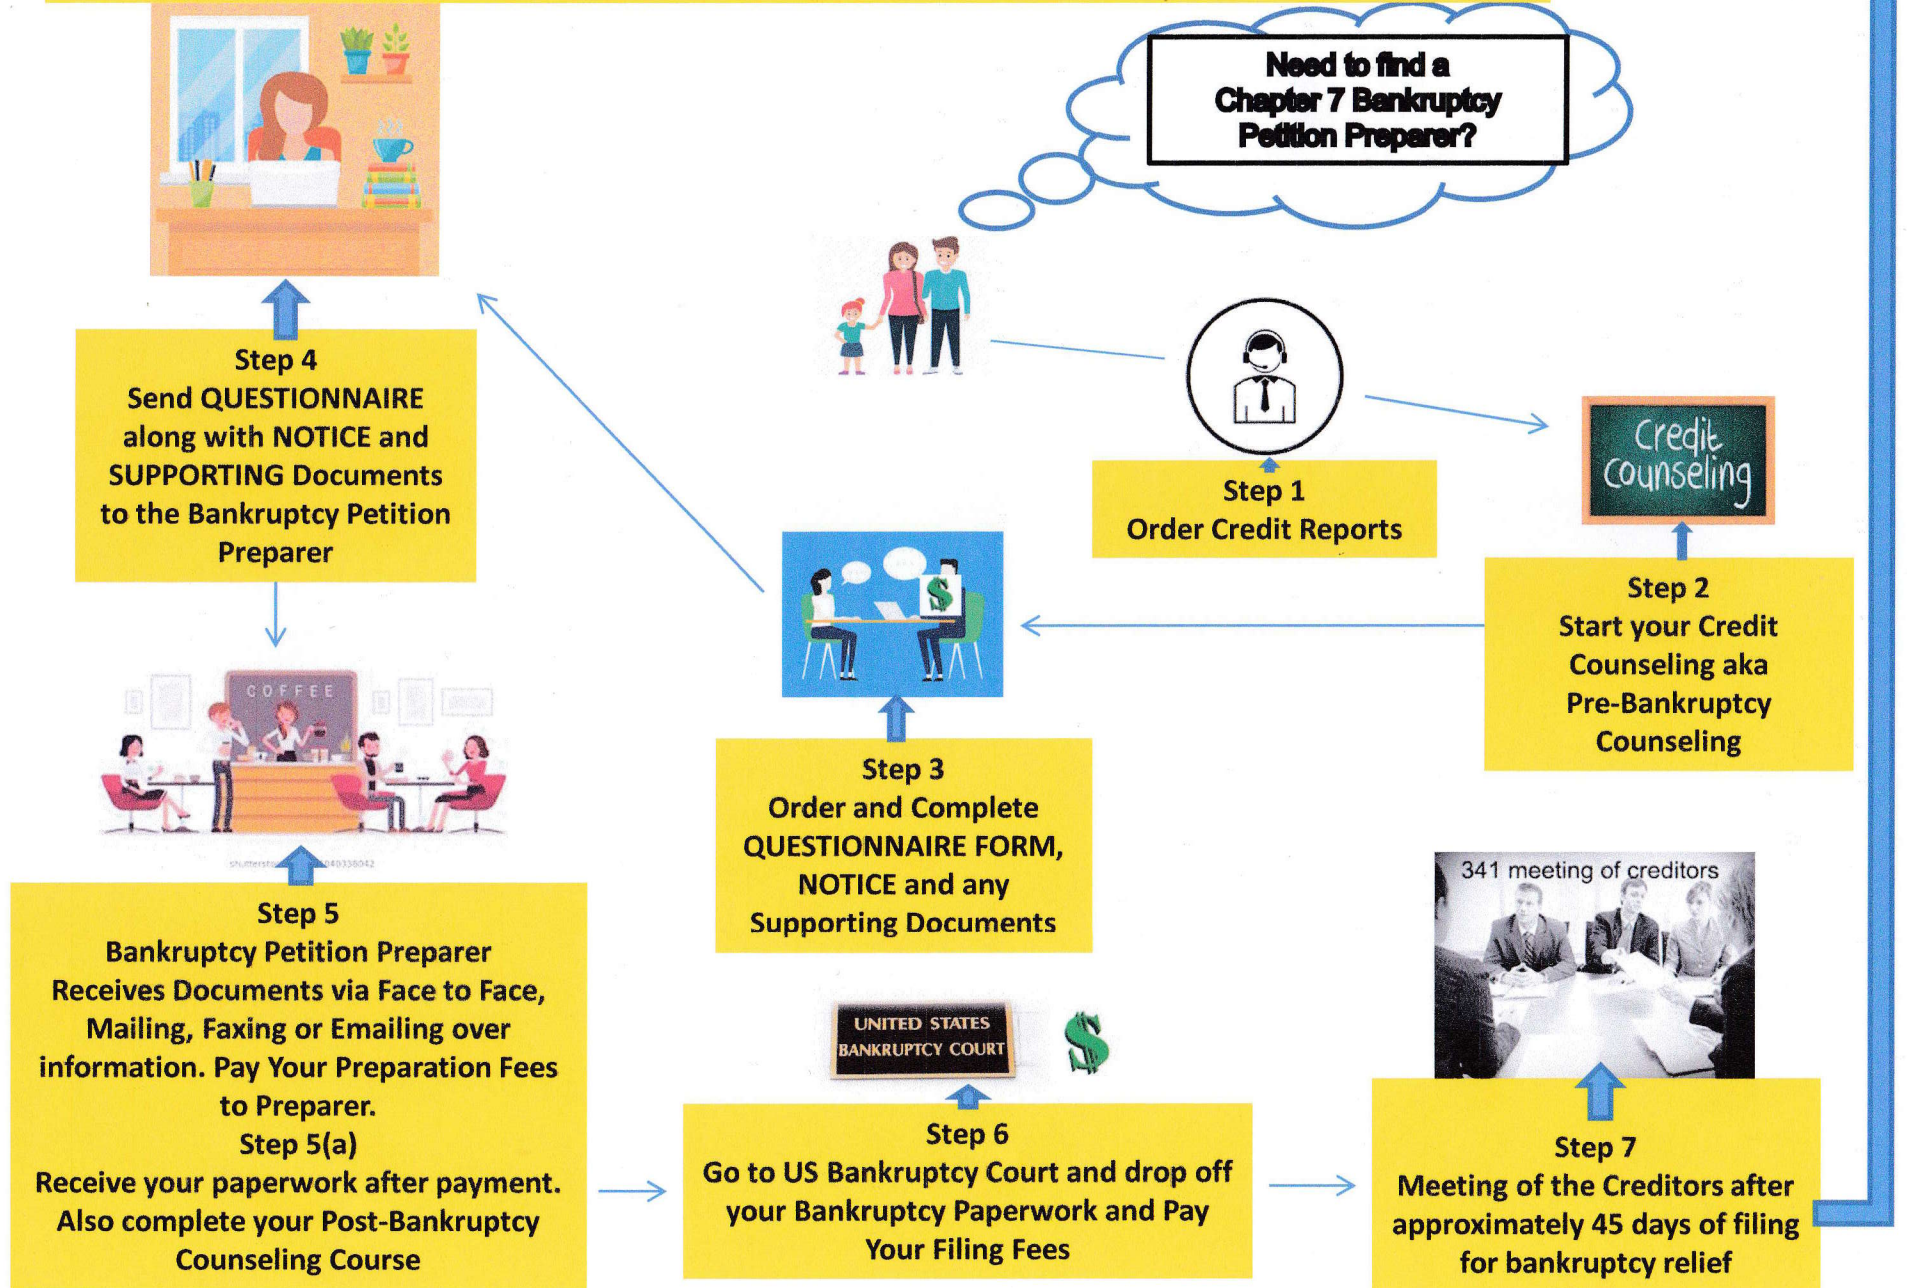 Need to find a
Chapter 7 Bankruptcy
Petition Preparer?
Step 1
Order Credit Reports
Credit
Counseling
Step 2
Start your Credit
Counseling aka
Pre-Bankruptcy
Counseling
Step 3
Order and Complete
QUESTIONNAIRE FORM,
NOTICE and any
Supporting Documents
Step 4
Send QUESTIONNAIRE
along with NOTICE and
SUPPORTING Documents
to the Bankruptcy Petition
Preparer
COFFEE
Step 5
Bankruptcy Petition Preparer
Receives Documents via Face to Face,
Mailing, Faxing or Emailing over
information. Pay Your Preparation Fees
to Preparer.
Step 5(a)
Receive your paperwork after payment.
Also complete your Post-Bankruptcy
Counseling Course
UNITED STATES
BANKRUPTCY COURT
$
$
Step 6
Go to US Bankruptcy Court and drop off
your Bankruptcy Paperwork and Pay
Your Filing Fees
341 meeting of creditors
Step 7
Meeting of the Creditors after
approximately 45 days of filing
for bankruptcy relief